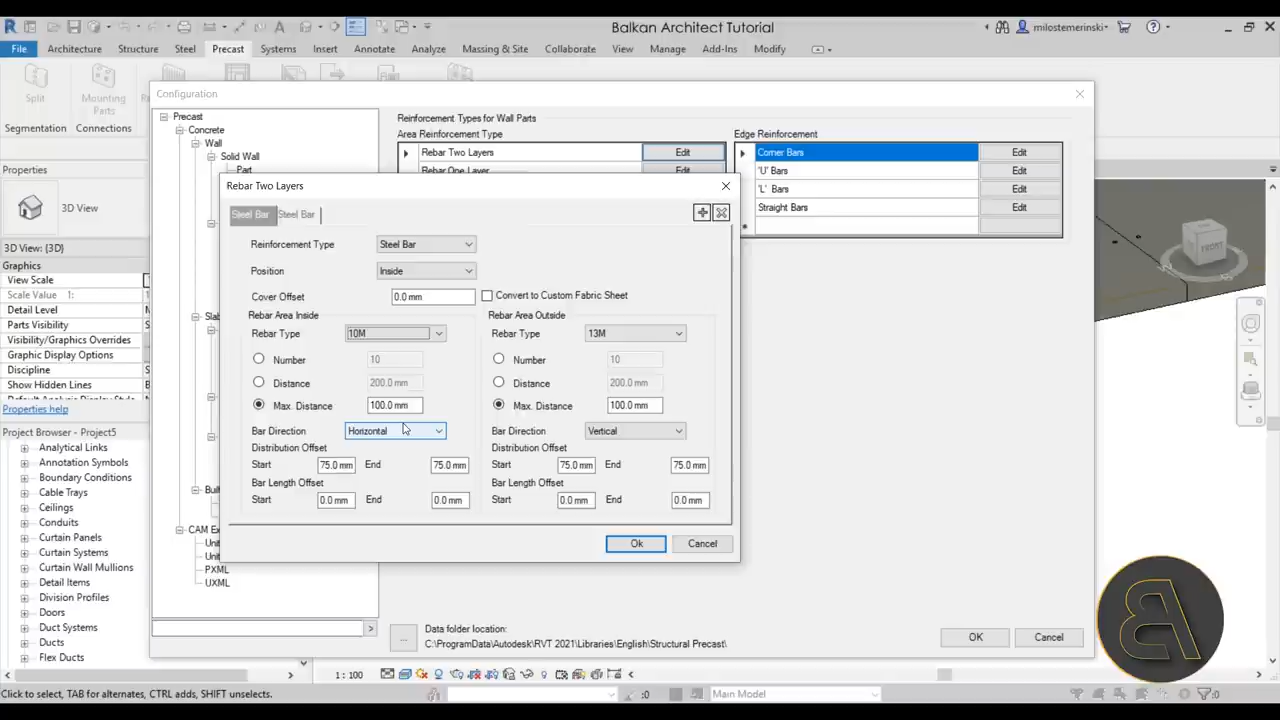 Balkan Architect Tutorial
milostemerinski
File Architecture Structure Steel Precast Systems Insert Annotate Analyze Massing & Site Collaborate View Manage Add-Ins Modify
Split
Mounting
Parts
Segmentation
Connections
Configuration
Precast
Concrete
Wall
Solid Wall
Part
Slab
Built
CAM Ex
Unit
Unit
PXML
UXML
Reinforcement Types for Wall Parts
Area Reinforcement Type
Rebar Two Layers Edit
Rebar One Layer Edit
Edge Reinforcement
Corner Bars Edit
'U' Bars Edit
'L' Bars Edit
Straight Bars Edit
Rebar Two Layers
Steel Bar Steel Bar
Reinforcement Type Steel Bar
Position Inside
Cover Offset 0.0 mm Convert to Custom Fabric Sheet
Rebar Area Inside Rebar Area Outside
Rebar Type 10M Rebar Type 13M
Number 10 Number 10
Distance 200.0 mm Distance 200.0 mm
Max. Distance 100.0 mm Max. Distance 100.0 mm
Bar Direction Horizontal Bar Direction Vertical
Distribution Offset Distribution Offset
Start 75.0 mm End 75.0 mm Start 75.0 mm End 75.0 mm
Bar Length Offset Bar Length Offset
Start 0.0 mm End 0.0 mm Start 0.0 mm End 0.0 mm
Ok Cancel
Data folder location:
C:\ProgramData\Autodesk\RVT 2021\Libraries\English\Structural Precast\
OK Cancel
Properties
3D View
3D View: {3D}
Graphics
View Scale
Scale Value 1:
Detail Level
Parts Visibility
Visibility/Graphics Overrides
Graphic Display Options
Discipline
Show Hidden Lines
Properties help
Project Browser - Project5
Analytical Links
Annotation Symbols
Boundary Conditions
Cable Trays
Ceilings
Conduits
Curtain Panels
Curtain Systems
Curtain Wall Mullions
Detail Items
Division Profiles
Doors
Duct Systems
Ducts
Flex Ducts
FRONT
1 : 100
Click to select, TAB for alternates, CTRL adds, SHIFT unselects.
:0
Main Model
:0